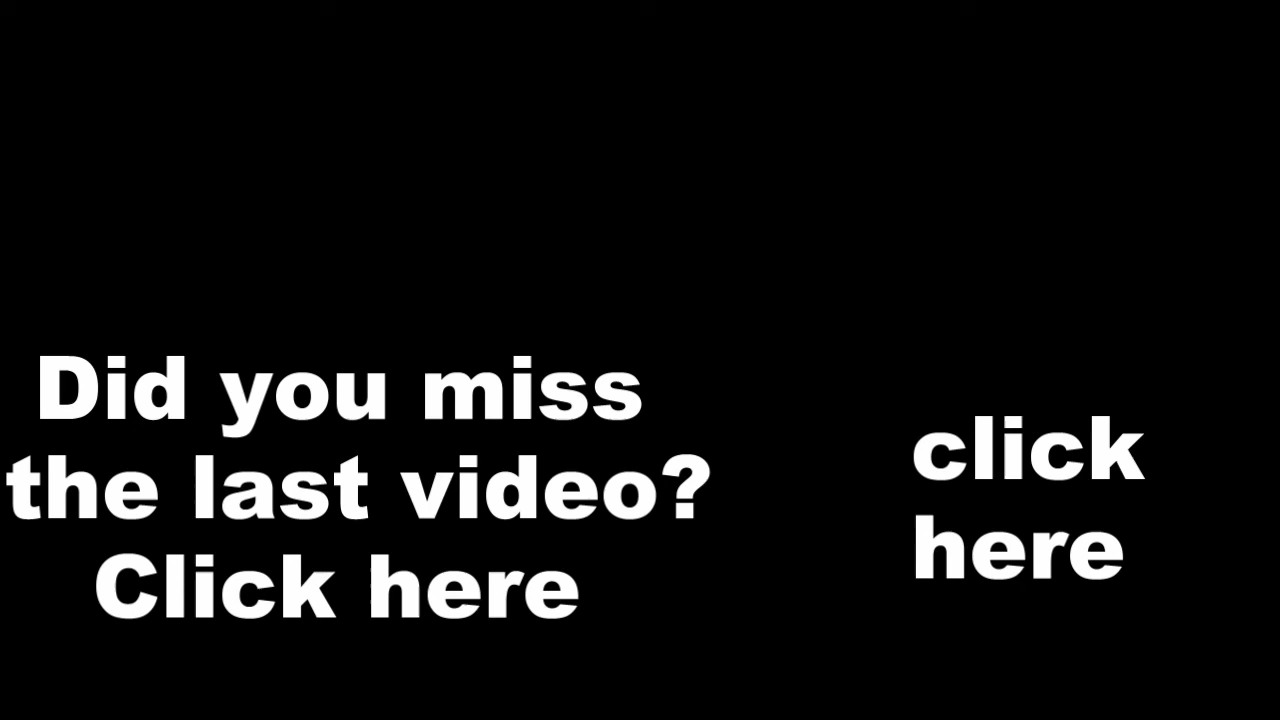 Did you miss
the last video?
Click here
click
here